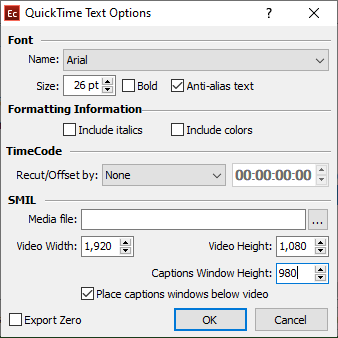 Ec QuickTime Text Options
Font
Name: Arial
Size: 26 pt Bold Anti-alias text
Formatting Information
Include italics Include colors
TimeCode
Recut/Offset by: None 00:00:00:00
SMIL
Media file: ...
Video Width: 1,920 Video Height: 1,080
Captions Window Height: 980
Place captions windows below video
Export Zero OK Cancel